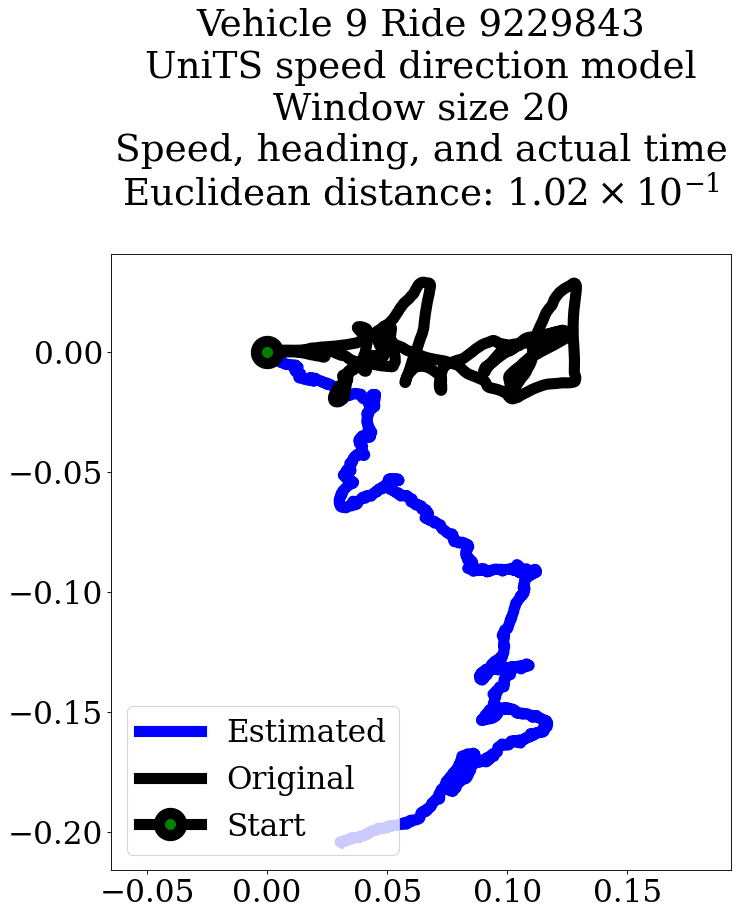 Vehicle 9 Ride 9229843
UniTS speed direction model
Window size 20
Speed, heading, and actual time
Euclidean distance: 1.02 × 10⁻¹
0.00
−0.05
−0.10
−0.15
−0.20
Estimated
Original
Start
−0.05 0.00 0.05 0.10 0.15